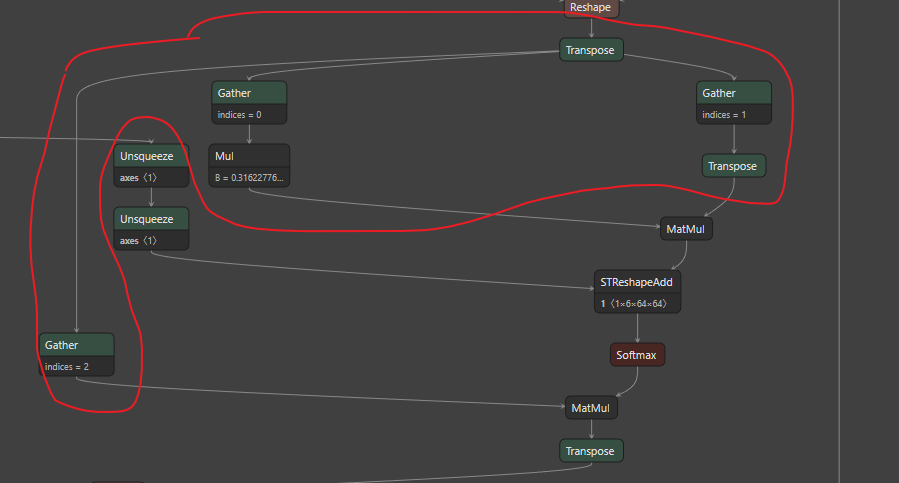 Reshape
Transpose
Gather
indices = 0
Gather
indices = 1
Unsqueeze
axes 〈1〉
Mul
B = 0.31622776...
Transpose
Unsqueeze
axes 〈1〉
MatMul
STReshapeAdd
1 〈1×6×64×64〉
Gather
indices = 2
Softmax
MatMul
Transpose